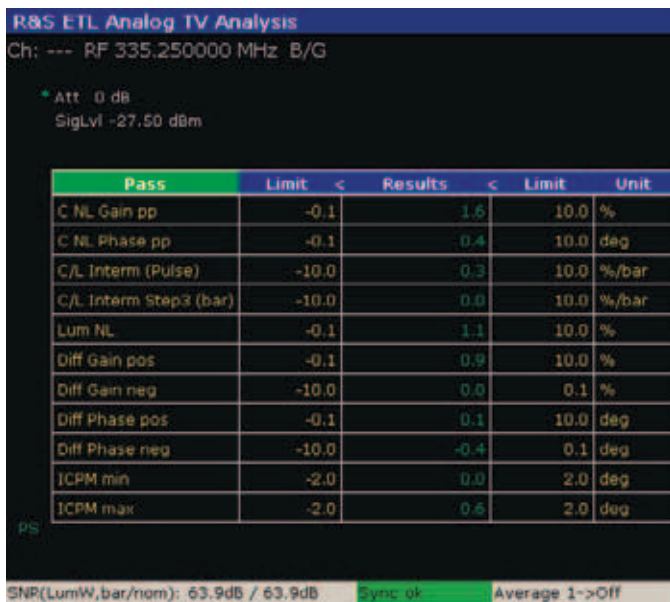 R&S ETL Analog TV Analysis
Ch: --- RF 335.250000 MHz B/G
* Att 0 dB
SigLvl -27.50 dBm
Pass Limit < Results < Limit Unit
C NL Gain pp -0.1 1.6 10.0 %
C NL Phase pp -0.1 0.4 10.0 deg
C/L Interm (Pulse) -10.0 0.3 10.0 %/bar
C/L Interm Step3 (bar) -10.0 0.0 10.0 %/bar
Lum NL -0.1 1.1 10.0 %
Diff Gain pos -0.1 0.9 10.0 %
Diff Gain neg -10.0 0.0 0.1 %
Diff Phase pos -0.1 0.1 10.0 deg
Diff Phase neg -10.0 -0.4 0.1 deg
ICPM min -2.0 0.0 2.0 deg
ICPM max -2.0 0.6 2.0 deg
PS
SNR(LumW,bar/nom): 63.9dB / 63.9dB Sync ok Average 1->Off